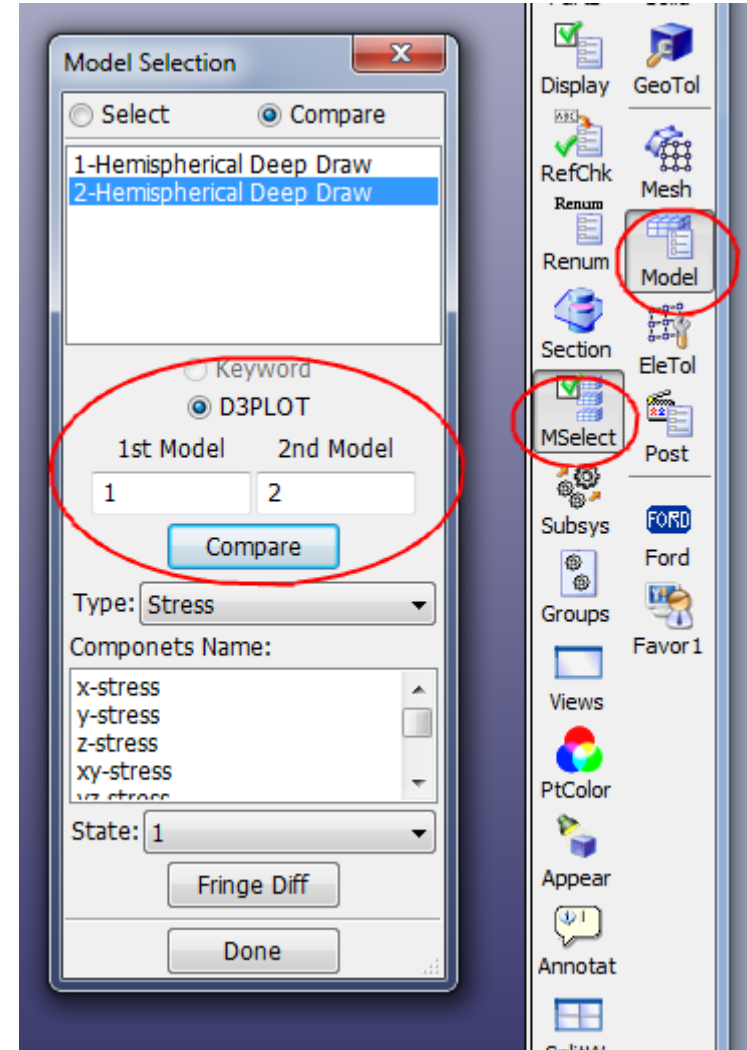 Model Selection
Select Compare
1-Hemispherical Deep Draw
2-Hemispherical Deep Draw
Keyword
D3PLOT
1st Model 2nd Model
1 2
Compare
Type: Stress
Componets Name:
x-stress
y-stress
z-stress
xy-stress
yz-stress
State: 1
Fringe Diff
Done
Display
RefChk
Renum
Renum
Section
MSelect
Subsys
Groups
Views
PtColor
Appear
Annotat
GeoTol
Mesh
Model
EleTol
Post
FORD
Ford
Favor1